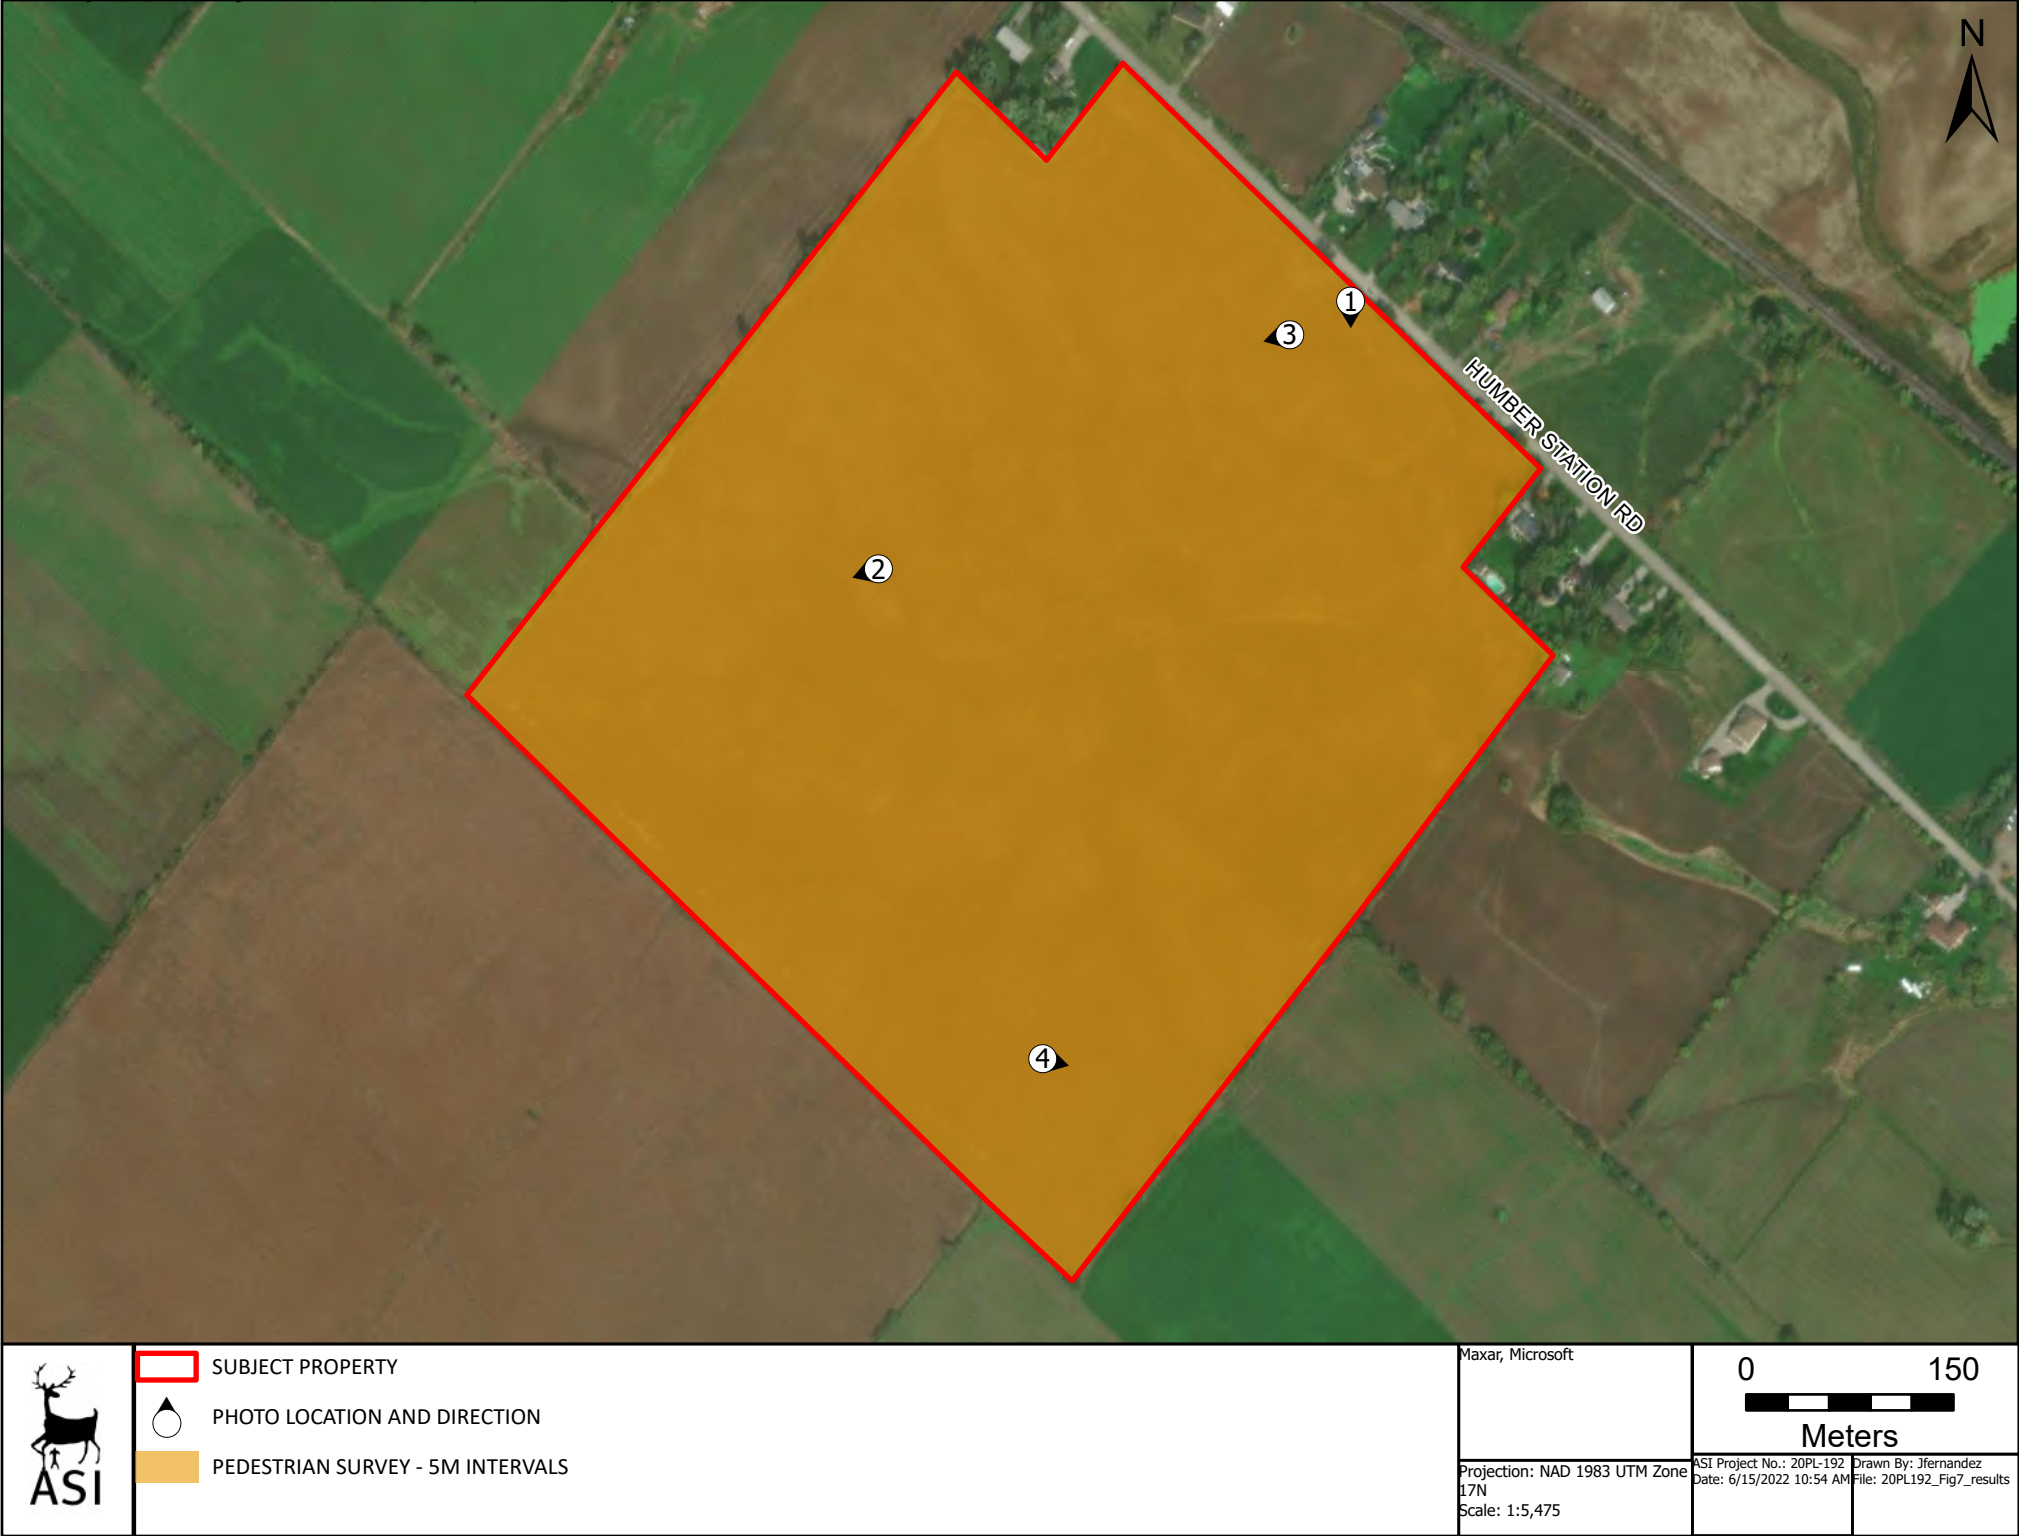 N
1
3
HUMBER STATION RD
2
4
ASI
SUBJECT PROPERTY
PHOTO LOCATION AND DIRECTION
PEDESTRIAN SURVEY - 5M INTERVALS
Maxar, Microsoft
Projection: NAD 1983 UTM Zone
17N
Scale: 1:5,475
0 150
Meters
ASI Project No.: 20PL-192
Date: 6/15/2022 10:54 AM
Drawn By: Jfernandez
File: 20PL192_Fig7_results